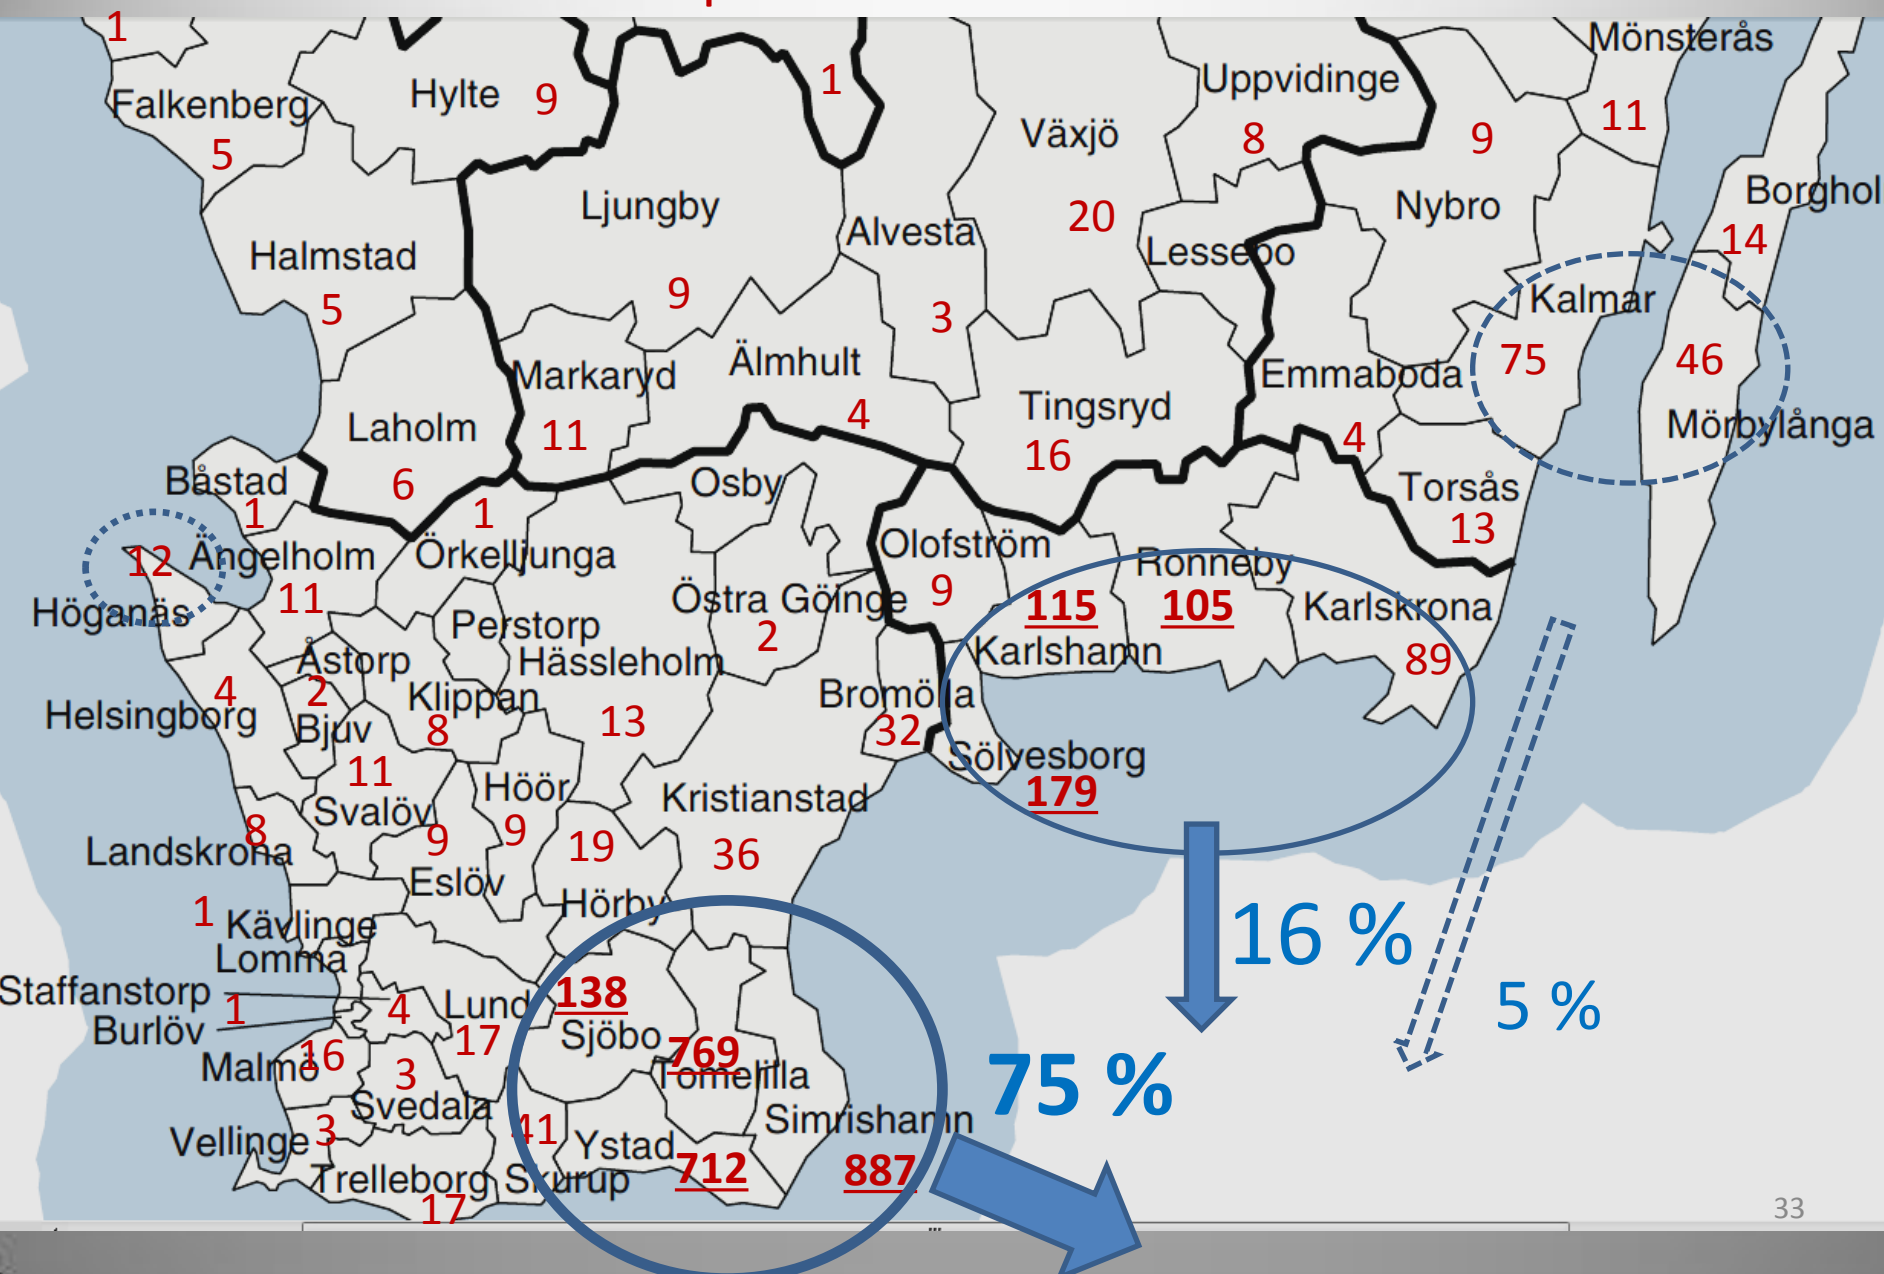 1
Mönsterås
Falkenberg
Hylte
9
1
Uppvidinge
11
5
Växjö
8
9
Ljungby
20
Nybro
Borghol
Halmstad
Alvesta
Lessebo
14
5
9
3
Kalmar
Markaryd
Älmhult
Emmaboda
75
46
Laholm
11
4
Tingsryd
16
4
Mörbylånga
Båstad
6
Osby
Torsås
1
1
13
12
Ängelholm
Örkelljunga
Olofström
Ronneby
Höganäs
11
Östra Göinge
9
115
105
Karlskrona
Perstorp
2
Åstorp
Hässleholm
Karlshamn
89
4
2
Klippan
Bromölla
Helsingborg
Bjuv
8
13
32
Sölvesborg
11
Höör
Kristianstad
179
Svalöv
8
9
9
19
36
Landskrona
Eslöv
Hörby
1
Kävlinge
16 %
Lomma
Staffanstorp
1
4
Lund
138
5 %
Burlöv
17
Sjöbo
769
Malmö
16
3
Tomelilla
75 %
Svedala
Simrishamn
Vellinge
3
41
Ystad
712
887
Trelleborg
Skurup
17
33